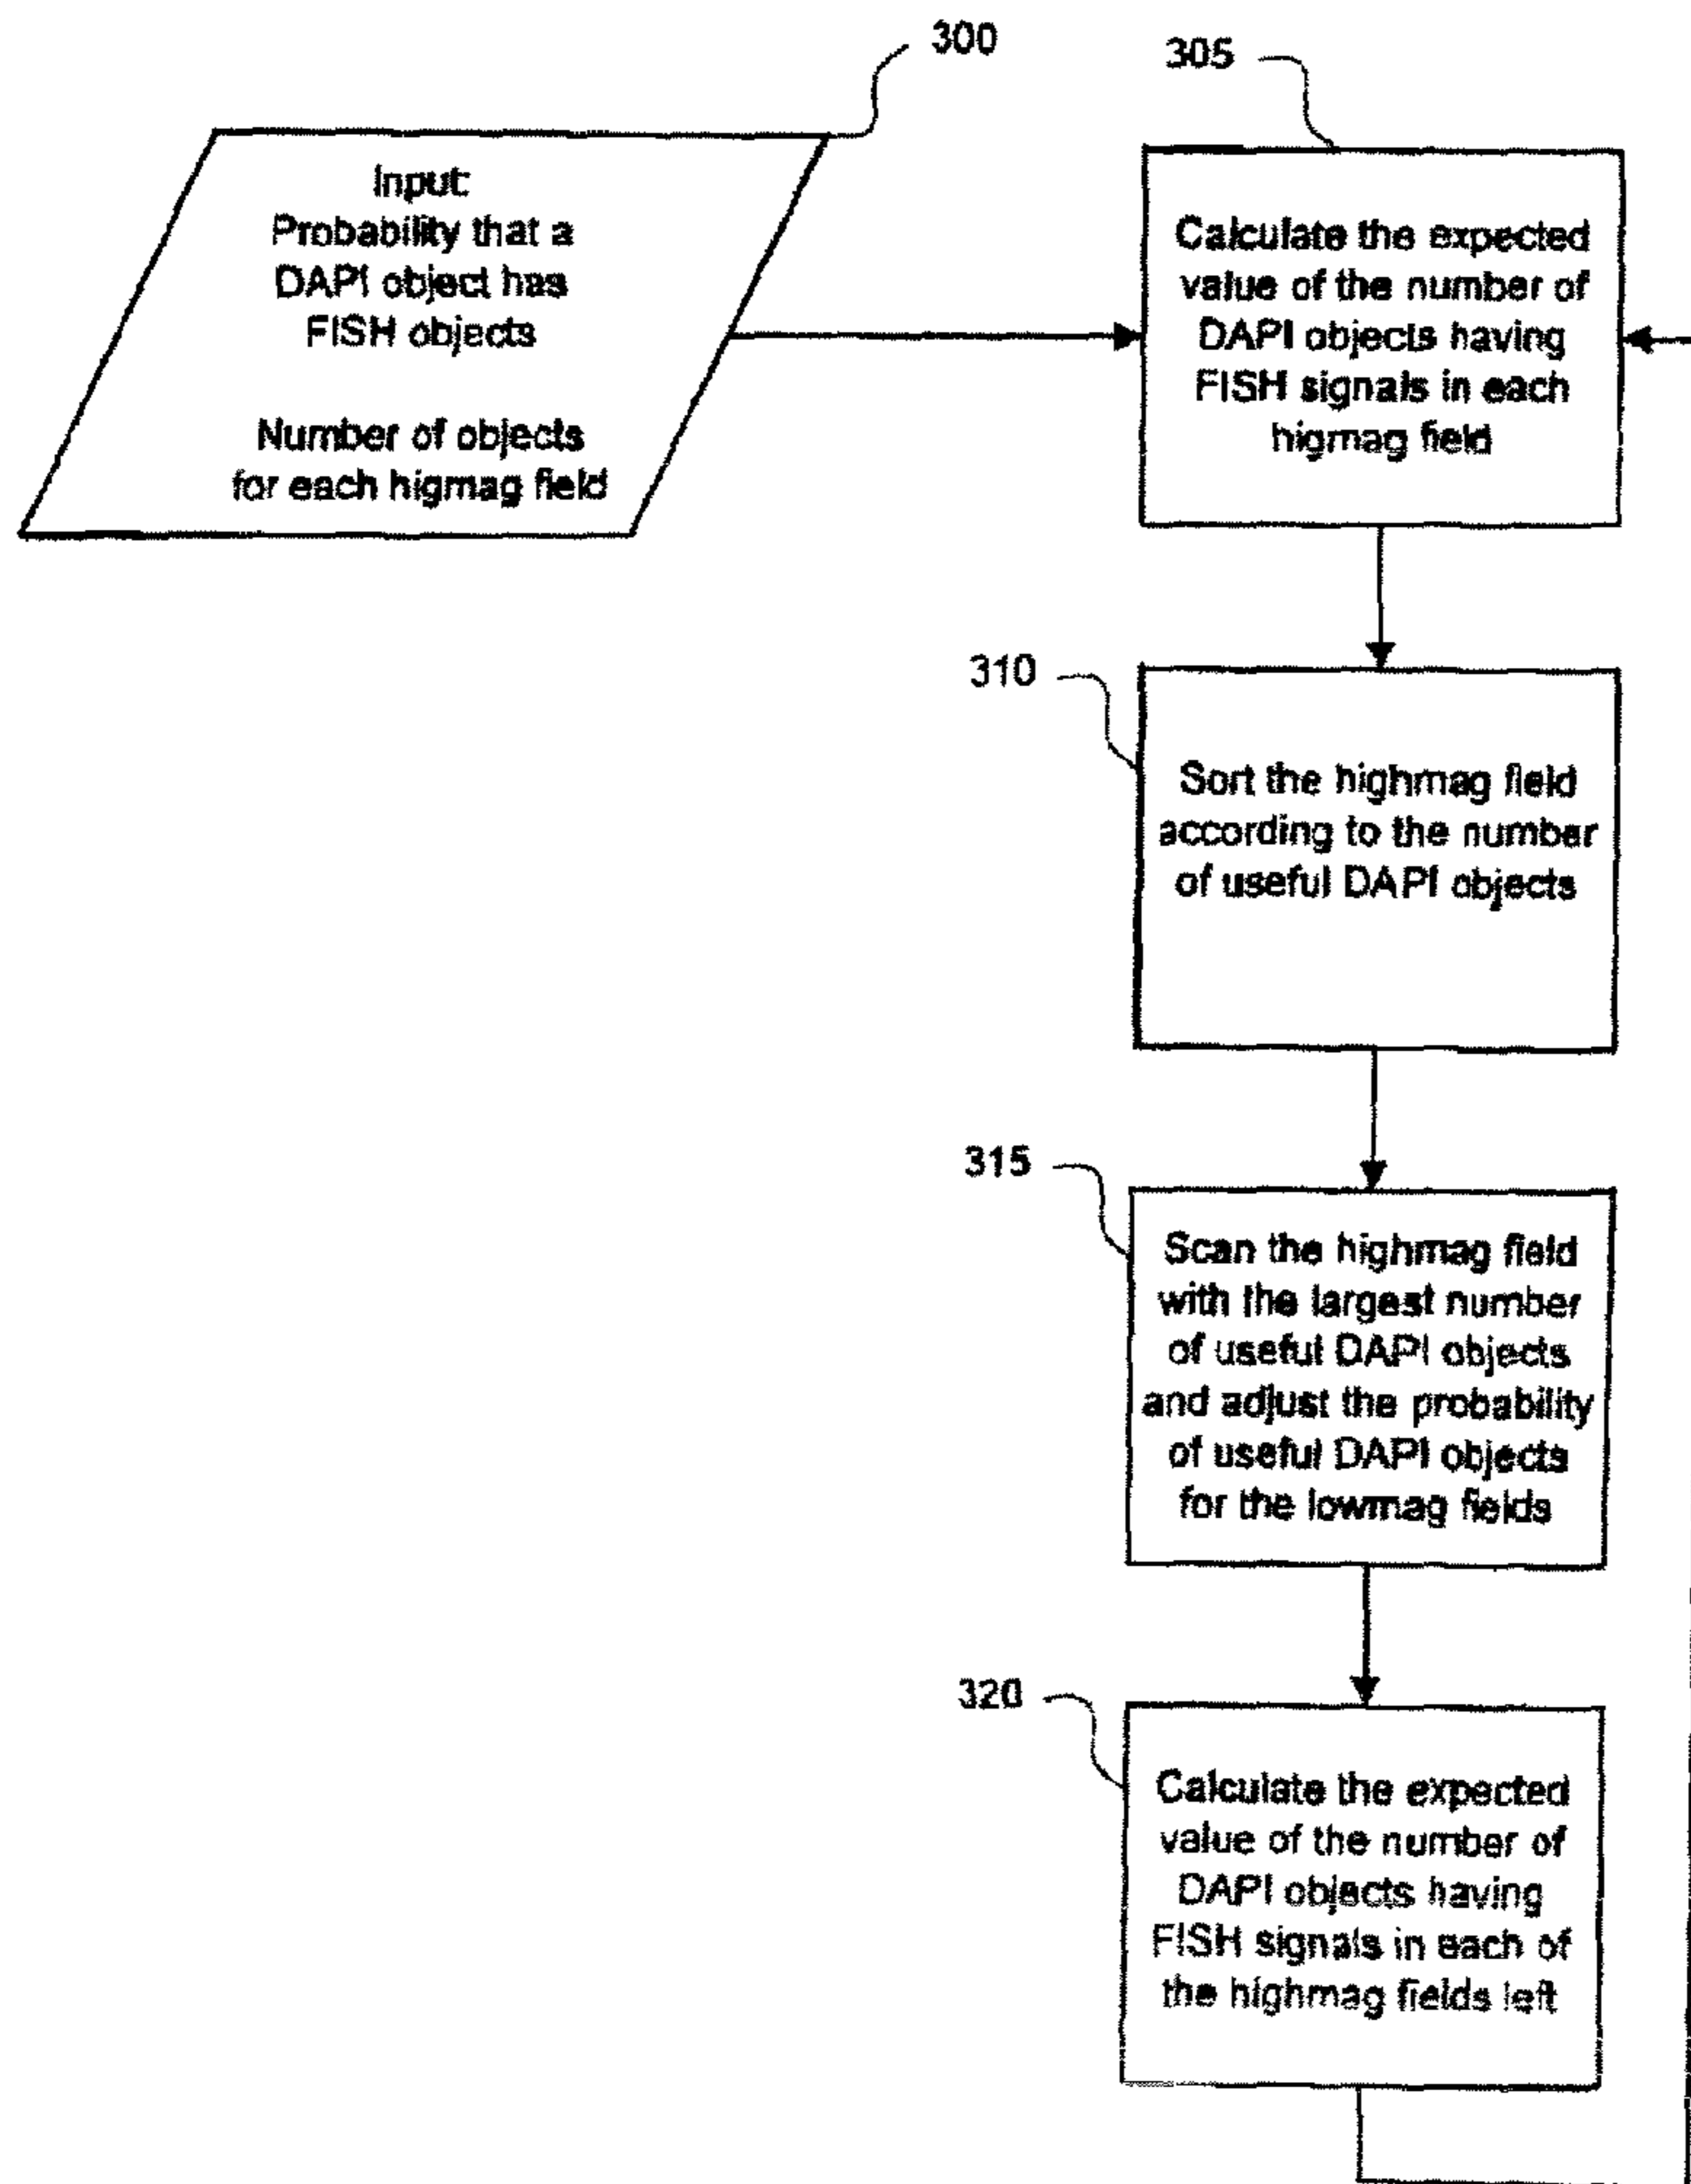 300
305
Input:
Probability that a
DAPI object has
FISH objects
Number of objects
for each higmag field
Calculate the expected
value of the number of
DAPI objects having
FISH signals in each
higmag field
310
Sort the highmag field
according to the number
of useful DAPI objects
315
Scan the highmag field
with the largest number
of useful DAPI objects
and adjust the probability
of useful DAPI objects
for the lowmag fields
320
Calculate the expected
value of the number of
DAPI objects having
FISH signals in each of
the highmag fields left